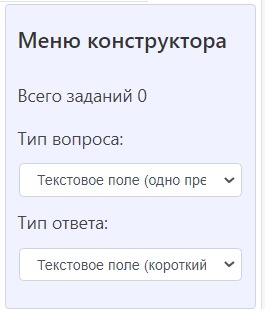 Меню конструктора
Всего заданий 0
Тип вопроса:
Текстовое поле (одно пре
Тип ответа:
Текстовое поле (короткий